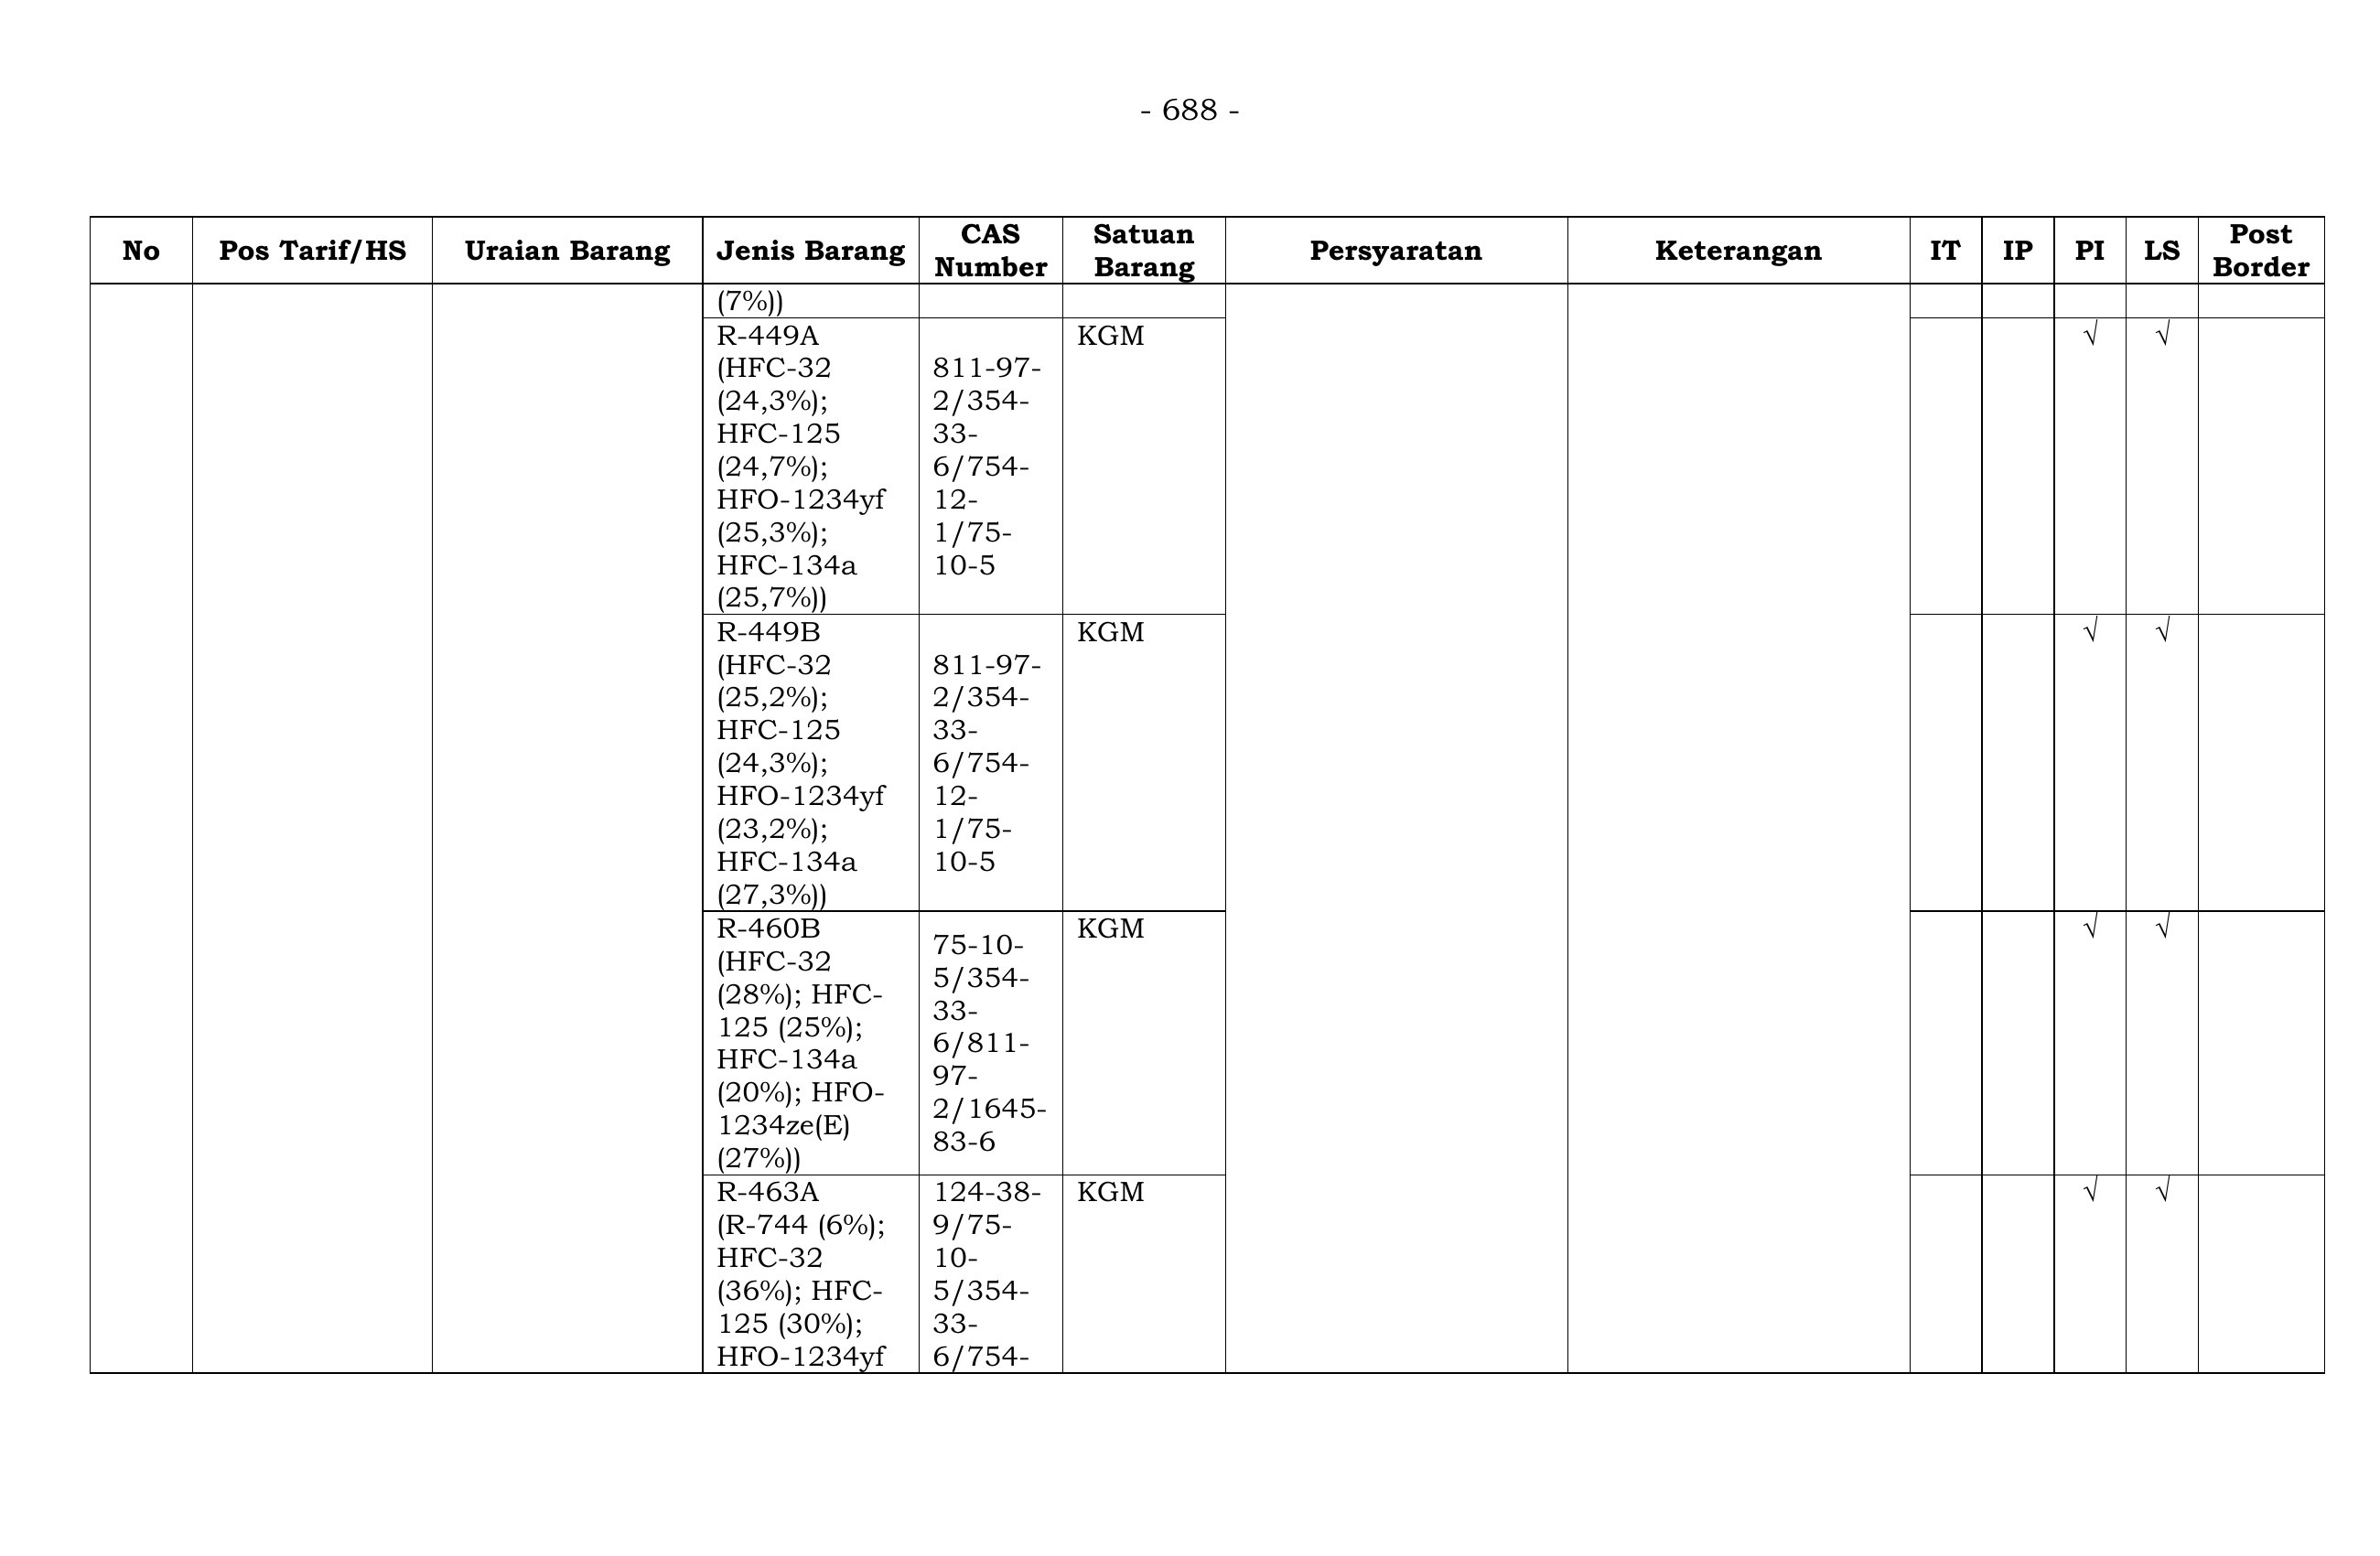 - 688 -
No Pos Tarif/HS Uraian Barang Jenis Barang CAS Number Satuan Barang Persyaratan Keterangan IT IP PI LS Post Border
(7%))
R-449A
(HFC-32
(24,3%);
HFC-125
(24,7%);
HFO-1234yf
(25,3%);
HFC-134a
(25,7%))
811-97-
2/354-
33-
6/754-
12-
1/75-
10-5
KGM
√ √
R-449B
(HFC-32
(25,2%);
HFC-125
(24,3%);
HFO-1234yf
(23,2%);
HFC-134a
(27,3%))
811-97-
2/354-
33-
6/754-
12-
1/75-
10-5
KGM
√ √
R-460B
(HFC-32
(28%); HFC-
125 (25%);
HFC-134a
(20%); HFO-
1234ze(E)
(27%))
75-10-
5/354-
33-
6/811-
97-
2/1645-
83-6
KGM
√ √
R-463A
(R-744 (6%);
HFC-32
(36%); HFC-
125 (30%);
HFO-1234yf
124-38-
9/75-
10-
5/354-
33-
6/754-
KGM
√ √